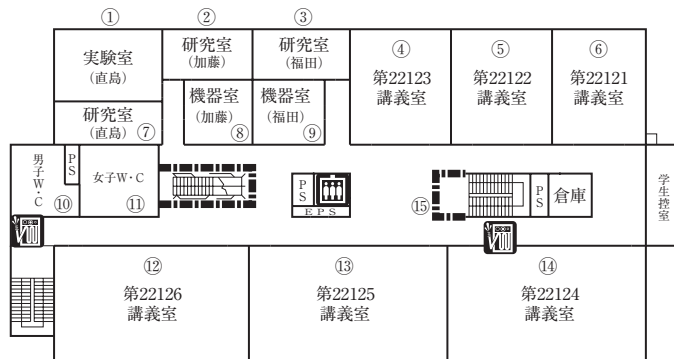 ①
②
③
実験室
(直島)
研究室
(加藤)
研究室
(福田)
④
第22123
講義室
⑤
第22122
講義室
⑥
第22121
講義室
研究室
(直島)
⑦
機器室
(加藤)
⑧
機器室
(福田)
⑨
男子W・C
⑩
PS
女子W・C
⑪
PS
EPS
⑮
PS
倉庫
学生控室
⑫
第22126
講義室
⑬
第22125
講義室
⑭
第22124
講義室